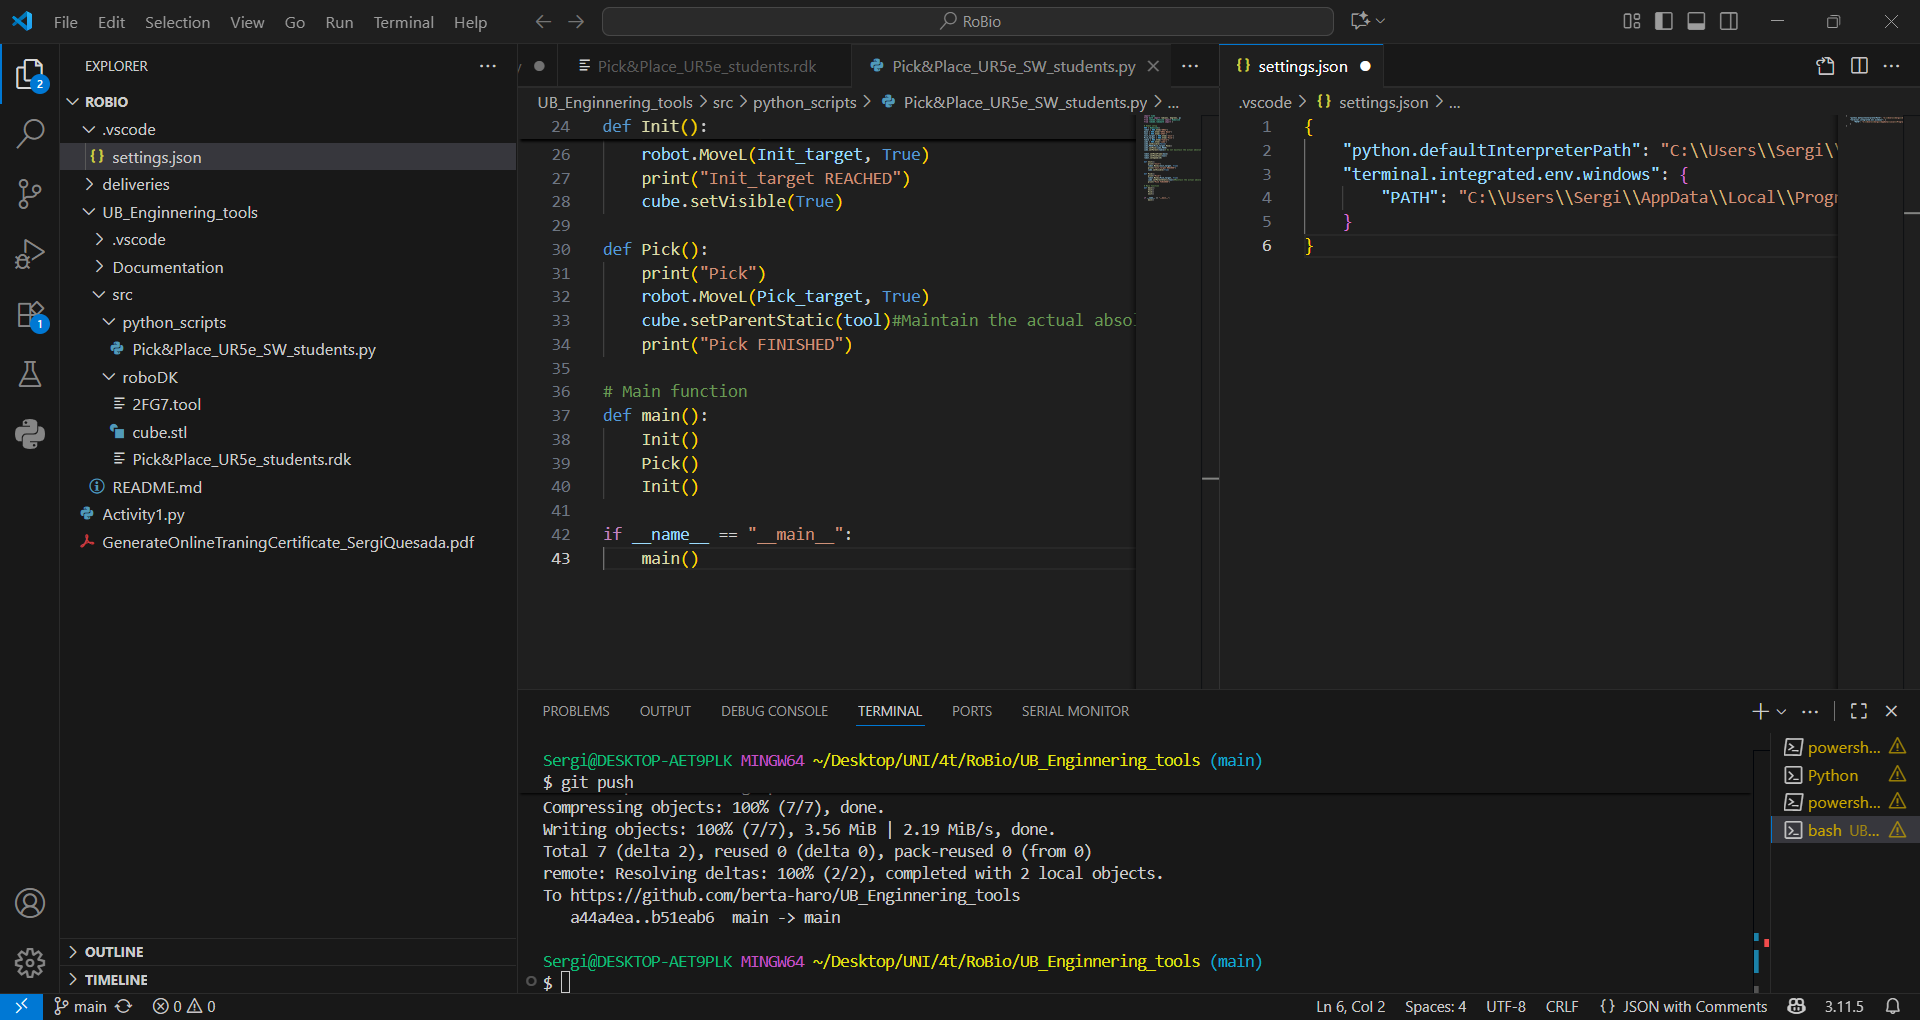 File Edit Selection View Go Run Terminal Help
RoBio
EXPLORER
ROBIO
.vscode
settings.json
deliveries
UB_Enginnering_tools
.vscode
Documentation
src
python_scripts
Pick&Place_UR5e_SW_students.py
roboDK
2FG7.tool
cube.stl
Pick&Place_UR5e_students.rdk
README.md
Activity1.py
GenerateOnlineTraningCertificate_SergiQuesada.pdf
OUTLINE
TIMELINE
2
1
Pick&Place_UR5e_students.rdk
Pick&Place_UR5e_SW_students.py
UB_Enginnering_tools > src > python_scripts > Pick&Place_UR5e_SW_students.py > ...
24 def Init():
26 robot.MoveL(Init_target, True)
27 print("Init_target REACHED")
28 cube.setVisible(True)
29
30 def Pick():
31 print("Pick")
32 robot.MoveL(Pick_target, True)
33 cube.setParentStatic(tool)#Maintain the actual abso
34 print("Pick FINISHED")
35
36 # Main function
37 def main():
38 Init()
39 Pick()
40 Init()
41
42 if __name__ == "__main__":
43 main()
settings.json
.vscode > {} settings.json > ...
1 {
2 "python.defaultInterpreterPath": "C:\\Users\\Sergi\\
3 "terminal.integrated.env.windows": {
4 "PATH": "C:\\Users\\Sergi\\AppData\\Local\\Progr
5 }
6 }
PROBLEMS OUTPUT DEBUG CONSOLE TERMINAL PORTS SERIAL MONITOR
Sergi@DESKTOP-AET9PLK MINGW64 ~/Desktop/UNI/4t/RoBio/UB_Enginnering_tools (main)
$ git push
Compressing objects: 100% (7/7), done.
Writing objects: 100% (7/7), 3.56 MiB | 2.19 MiB/s, done.
Total 7 (delta 2), reused 0 (delta 0), pack-reused 0 (from 0)
remote: Resolving deltas: 100% (2/2), completed with 2 local objects.
To https://github.com/berta-haro/UB_Enginnering_tools
a44a4ea..b51eab6 main -> main
Sergi@DESKTOP-AET9PLK MINGW64 ~/Desktop/UNI/4t/RoBio/UB_Enginnering_tools (main)
$
powersh...
Python
powersh...
bash UB...
main 0 0
Ln 6, Col 2 Spaces: 4 UTF-8 CRLF {} JSON with Comments 3.11.5